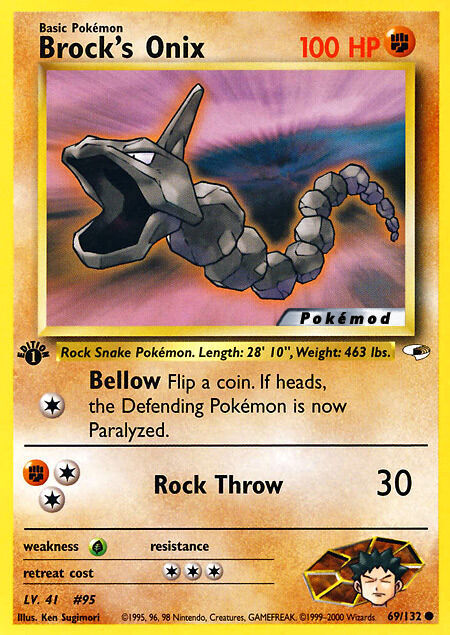 Basic Pokémon
Brock's Onix
100 HP
Pokémod
EDITION
1
Rock Snake Pokémon. Length: 28' 10", Weight: 463 lbs.
Bellow Flip a coin. If heads,
the Defending Pokémon is now
Paralyzed.
Rock Throw 30
weakness resistance
retreat cost
LV. 41 #95
Illus. Ken Sugimori ©1995, 96, 98 Nintendo, Creatures, GAMEFREAK. ©1999-2000 Wizards. 69/132